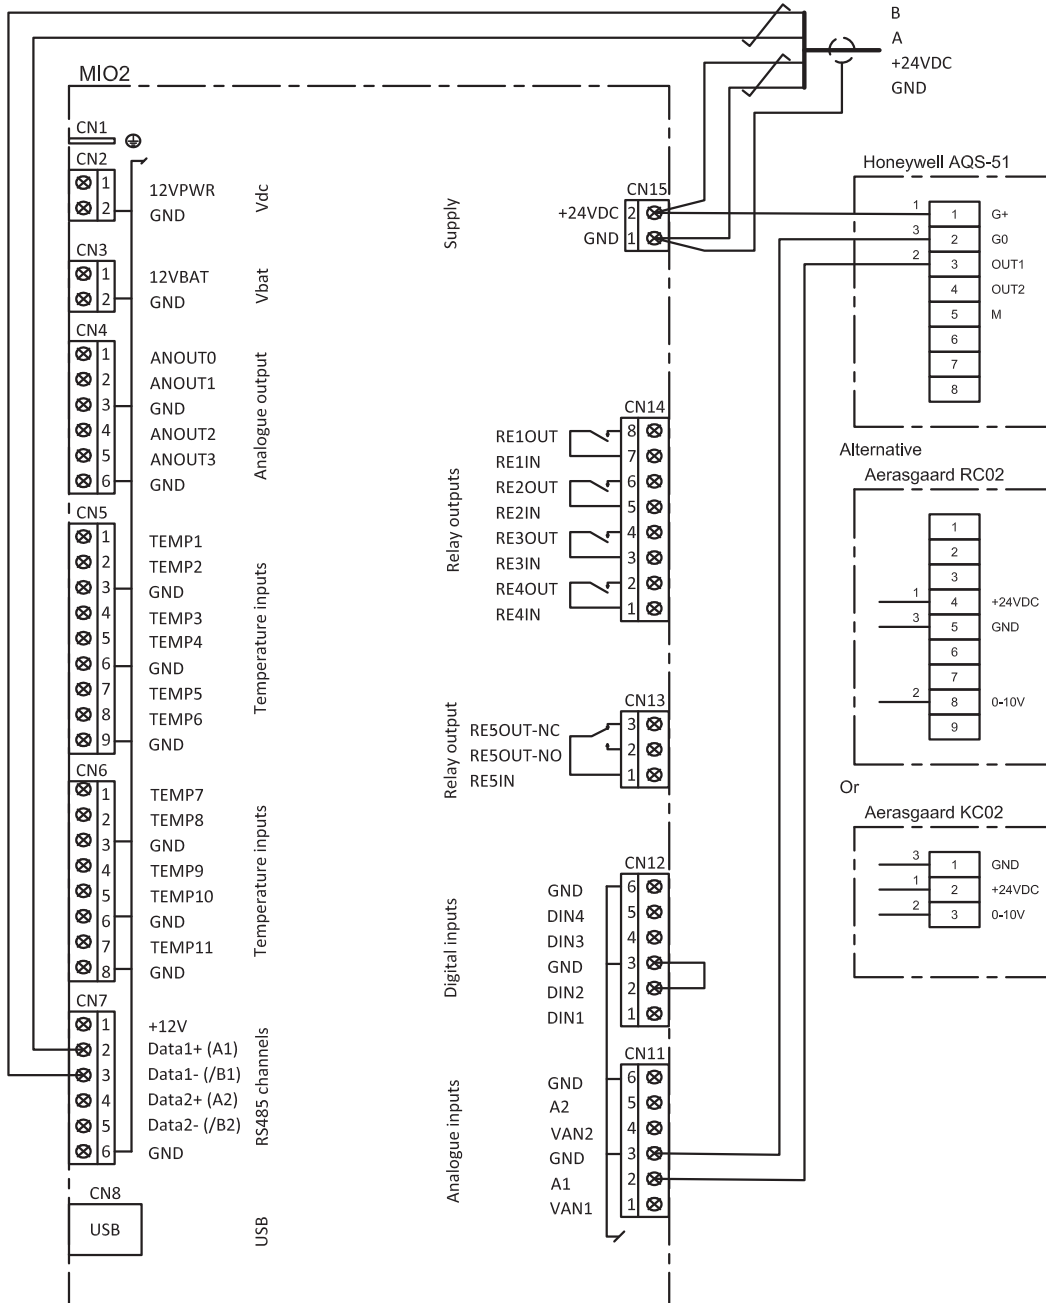 B
A
+24VDC
GND
MIO2
CN1
CN2
1 12VPWR
2 GND
Vdc
CN3
1 12VBAT
2 GND
Vbat
CN4
1 ANOUT0
2 ANOUT1
3 GND
4 ANOUT2
5 ANOUT3
6 GND
Analogue output
CN5
1 TEMP1
2 TEMP2
3 GND
4 TEMP3
5 TEMP4
6 GND
7 TEMP5
8 TEMP6
9 GND
Temperature inputs
CN6
1 TEMP7
2 TEMP8
3 GND
4 TEMP9
5 TEMP10
6 GND
7 TEMP11
8 GND
Temperature inputs
CN7
1 +12V
2 Data1+ (A1)
3 Data1- (/B1)
4 Data2+ (A2)
5 Data2- (/B2)
6 GND
RS485 channels
CN8
USB
USB
CN15
Supply
+24VDC 2
GND 1
CN14
Relay outputs
RE1OUT 8
RE1IN 7
RE2OUT 6
RE2IN 5
RE3OUT 4
RE3IN 3
RE4OUT 2
RE4IN 1
CN13
Relay output
RE5OUT-NC 3
RE5OUT-NO 2
RE5IN 1
CN12
Digital inputs
GND 6
DIN4 5
DIN3 4
GND 3
DIN2 2
DIN1 1
CN11
Analogue inputs
GND 6
A2 5
VAN2 4
GND 3
A1 2
VAN1 1
Honeywell AQS-51
1 1 G+
3 2 G0
2 3 OUT1
4 OUT2
5 M
6
7
8
Alternative
Aerasgaard RC02
1
2
3
1 4 +24VDC
3 5 GND
6
7
2 8 0-10V
9
Or
Aerasgaard KC02
3 1 GND
1 2 +24VDC
2 3 0-10V